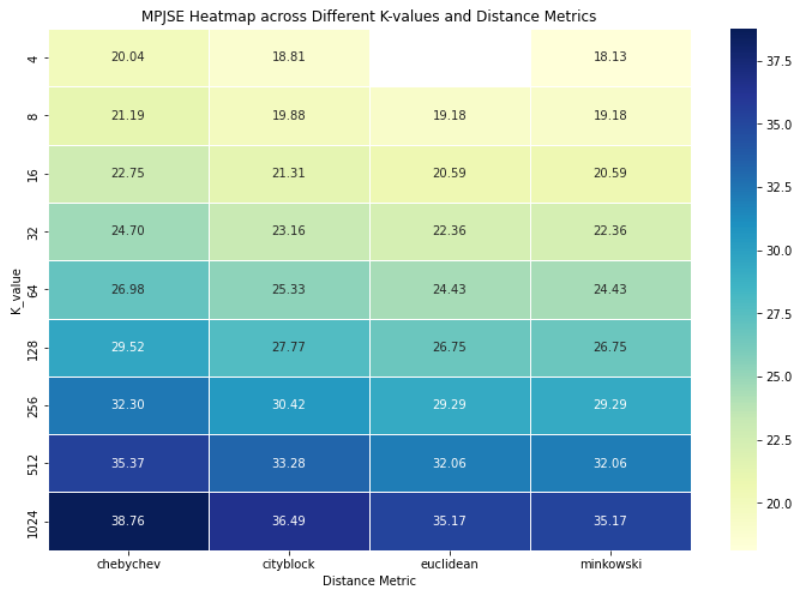 MPJSE Heatmap across Different K-values and Distance Metrics
4 20.04 18.81 18.13
8 21.19 19.88 19.18 19.18
16 22.75 21.31 20.59 20.59
32 24.70 23.16 22.36 22.36
64 26.98 25.33 24.43 24.43
128 29.52 27.77 26.75 26.75
256 32.30 30.42 29.29 29.29
512 35.37 33.28 32.06 32.06
1024 38.76 36.49 35.17 35.17
K_value
chebychev cityblock euclidean minkowski
Distance Metric
37.5
35.0
32.5
30.0
27.5
25.0
22.5
20.0